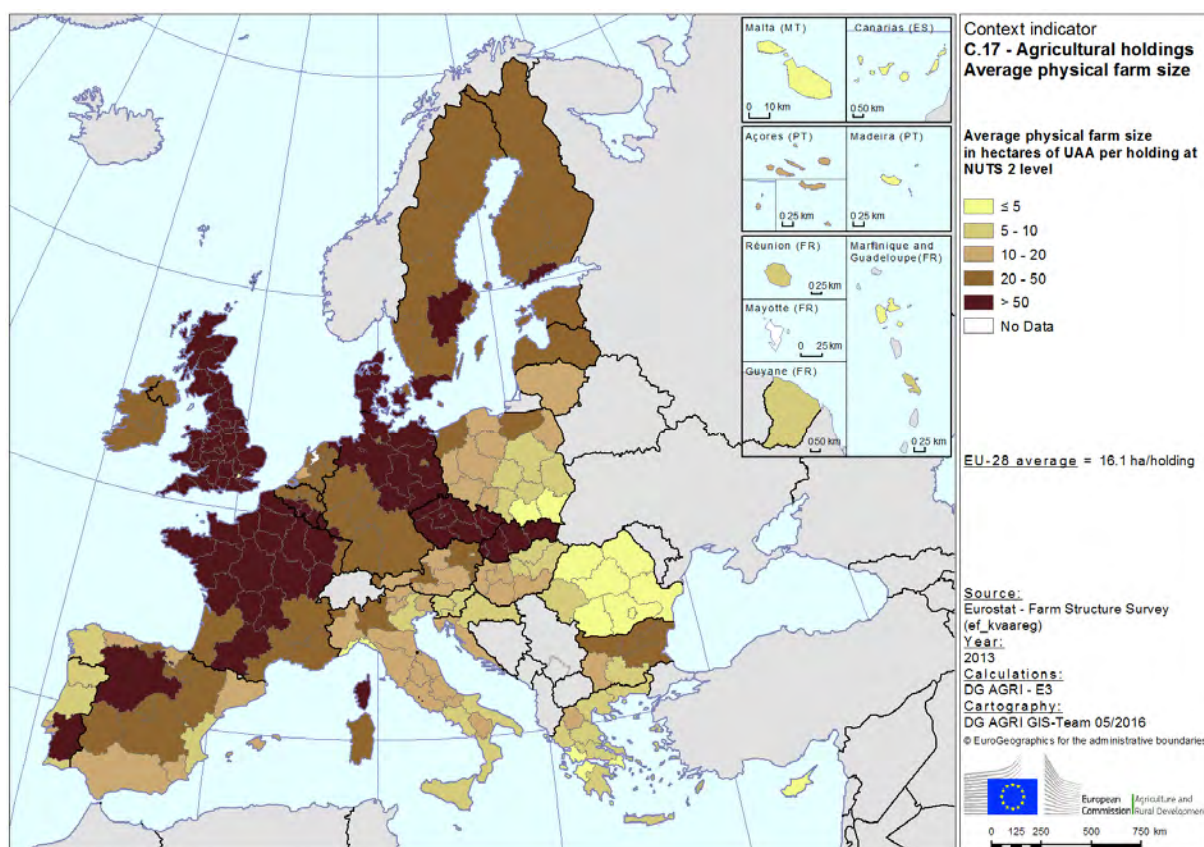 Malta (MT)
0 10 km
Canarias (ES)
0 50 km
Açores (PT)
0 25 km
Madeira (PT)
0 25 km
Réunion (FR)
0 25 km
Mayotte (FR)
0 25 km
Guyane (FR)
0 50 km
Martinique and
Guadeloupe(FR)
0 25 km
Context indicator
C.17 - Agricultural holdings
Average physical farm size
Average physical farm size
in hectares of UAA per holding at
NUTS 2 level
≤ 5
5 - 10
10 - 20
20 - 50
> 50
No Data
EU-28 average = 16.1 ha/holding
Source:
Eurostat - Farm Structure Survey
(ef_kvaareg)
Year:
2013
Calculations:
DG AGRI - E3
Cartography:
DG AGRI GIS-Team 05/2016
© EuroGeographics for the administrative boundaries
European
Commission
Agriculture and
Rural Development
0 125 250 500 750 km